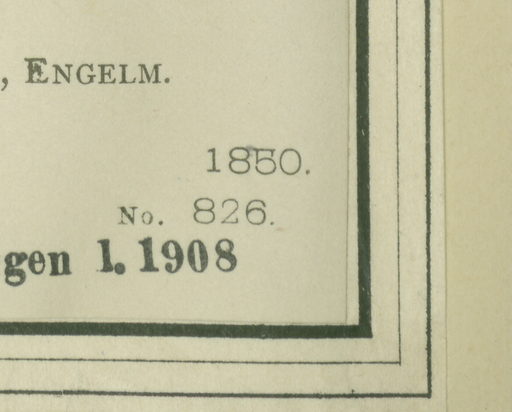 , ENGELM.
1850.
No. 826.
gen 1. 1908